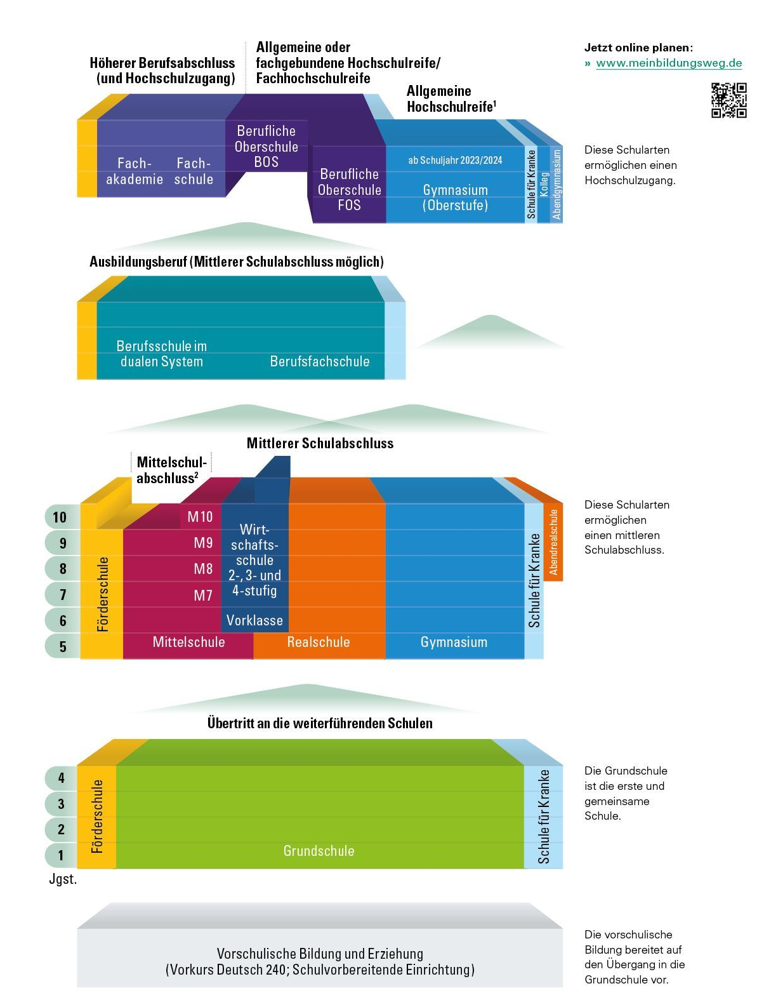 Jetzt online planen:
» www.meinbildungsweg.de
Höherer Berufsabschluss
(und Hochschulzugang)
Allgemeine oder
fachgebundene Hochschulreife/
Fachhochschulreife
Allgemeine
Hochschulreife¹
Fach-
akademie
Fach-
schule
Berufliche
Oberschule
BOS
Berufliche
Oberschule
FOS
ab Schuljahr 2023/2024
Gymnasium
(Oberstufe)
Schule für Kranke
Kolleg
Abendgymnasium
Diese Schularten
ermöglichen einen
Hochschulzugang.
Ausbildungsberuf (Mittlerer Schulabschluss möglich)
Berufsschule im
dualen System
Berufsfachschule
Mittlerer Schulabschluss
Mittelschul-
abschluss²
10
9
8
7
6
5
Förderschule
M10
M9
M8
M7
Mittelschule
Wirt-
schafts-
schule
2-, 3- und
4-stufig
Vorklasse
Realschule
Gymnasium
Schule für Kranke
Abendrealschule
Diese Schularten
ermöglichen
einen mittleren
Schulabschluss.
Übertritt an die weiterführenden Schulen
4
3
2
1
Jgst.
Förderschule
Grundschule
Schule für Kranke
Die Grundschule
ist die erste und
gemeinsame
Schule.
Vorschulische Bildung und Erziehung
(Vorkurs Deutsch 240; Schulvorbereitende Einrichtung)
Die vorschulische
Bildung bereitet auf
den Übergang in die
Grundschule vor.